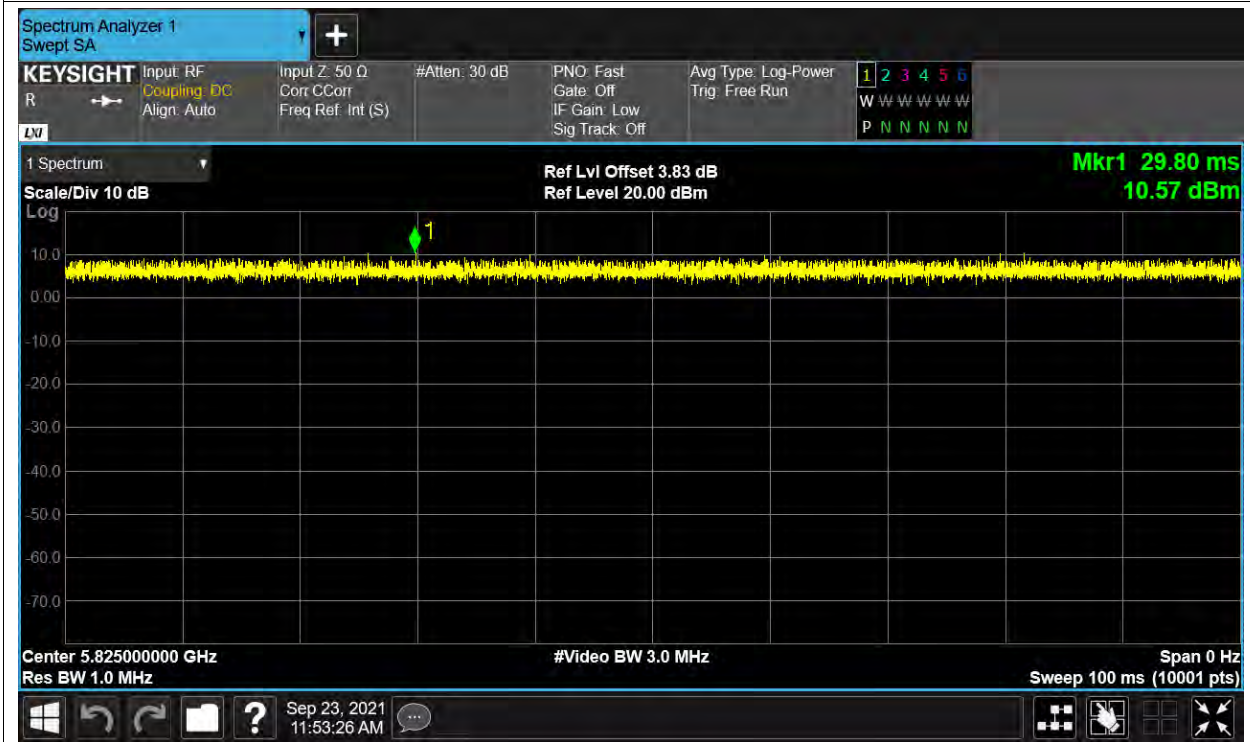 Spectrum Analyzer 1
Swept SA
KEYSIGHT Input: RF Input Z: 50 Ω #Atten: 30 dB PNO: Fast Avg Type: Log-Power 1 2 3 4 5 6
R Coupling: DC Corr CCorr Gate: Off Trig: Free Run W W W W W W
Align: Auto Freq Ref: Int (S) IF Gain: Low
LXI Sig Track: Off P N N N N N
1 Spectrum Ref Lvl Offset 3.83 dB Mkr1 29.80 ms
Scale/Div 10 dB Ref Level 20.00 dBm 10.57 dBm
Log
1
10.0
0.00
-10.0
-20.0
-30.0
-40.0
-50.0
-60.0
-70.0
Center 5.825000000 GHz #Video BW 3.0 MHz Span 0 Hz
Res BW 1.0 MHz Sweep 100 ms (10001 pts)
? Sep 23, 2021
11:53:26 AM